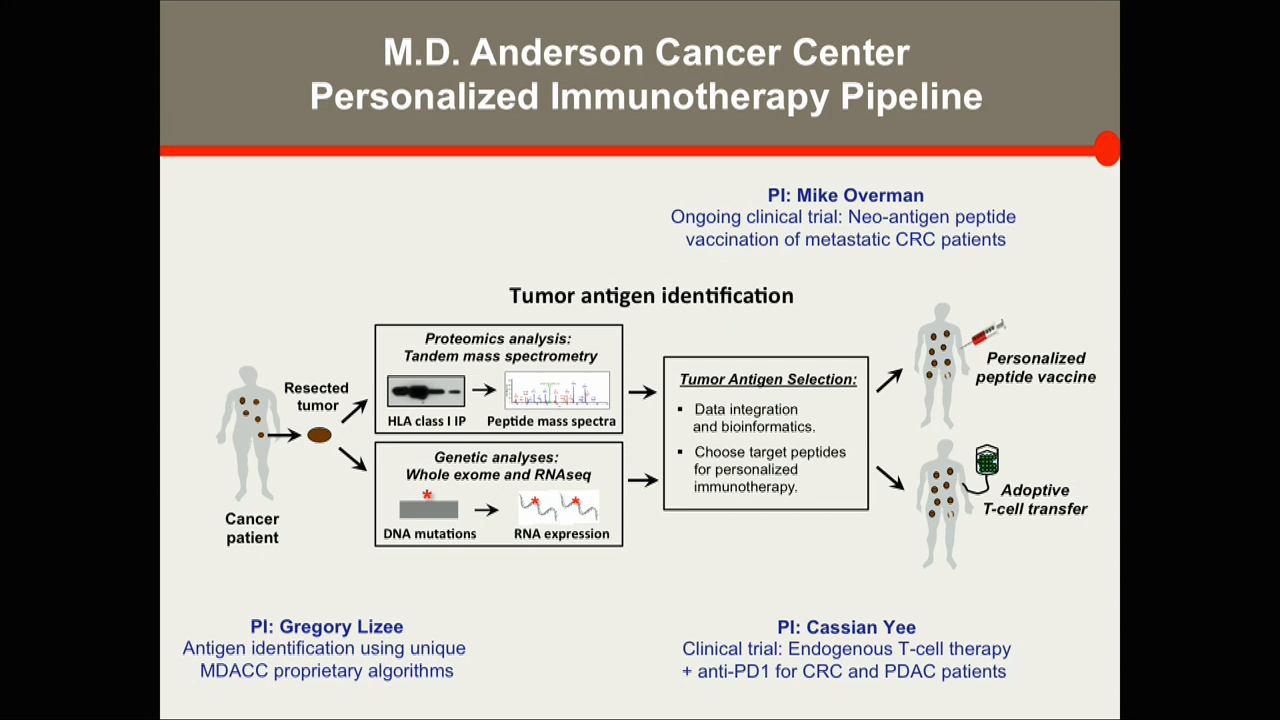 M.D. Anderson Cancer Center
Personalized Immunotherapy Pipeline
PI: Mike Overman
Ongoing clinical trial: Neo-antigen peptide
vaccination of metastatic CRC patients
Tumor antigen identification
Cancer
patient
Resected
tumor
Proteomics analysis:
Tandem mass spectrometry
HLA class I IP
Peptide mass spectra
Genetic analyses:
Whole exome and RNAseq
*
* *
DNA mutations
RNA expression
Tumor Antigen Selection:
▪ Data integration
and bioinformatics.
▪ Choose target peptides
for personalized
immunotherapy.
Personalized
peptide vaccine
Adoptive
T-cell transfer
PI: Gregory Lizee
Antigen identification using unique
MDACC proprietary algorithms
PI: Cassian Yee
Clinical trial: Endogenous T-cell therapy
+ anti-PD1 for CRC and PDAC patients